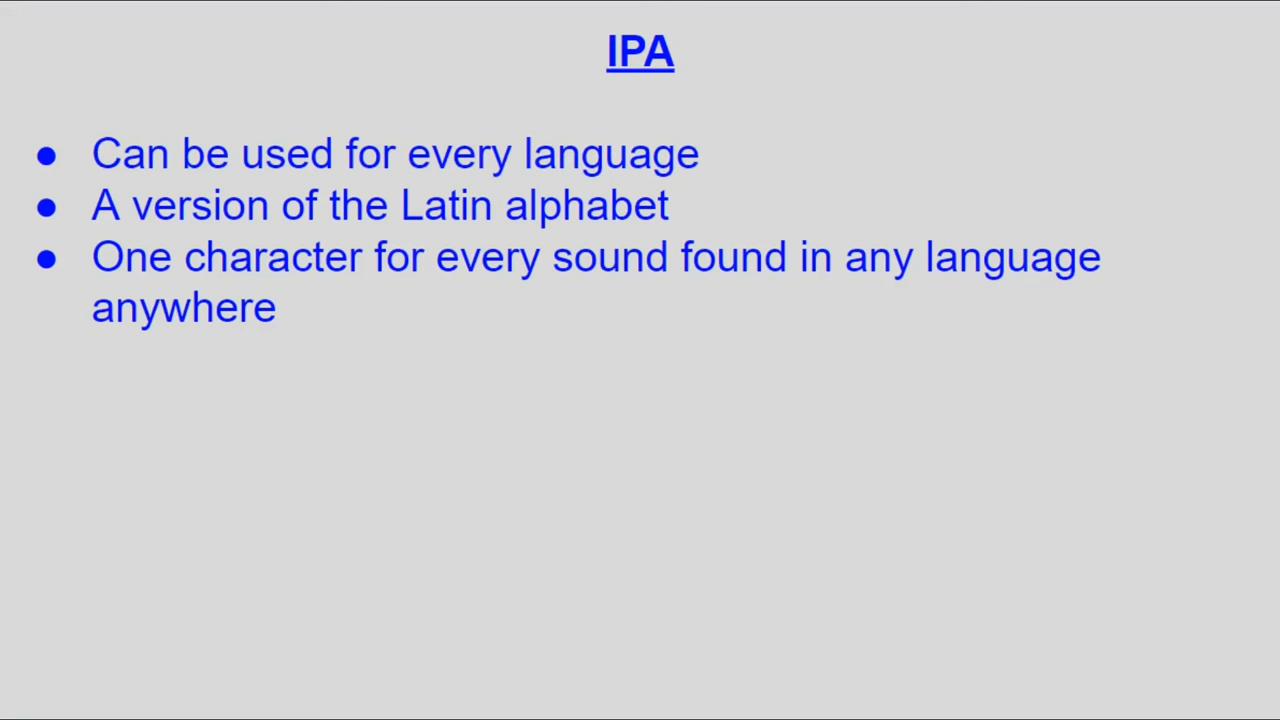 IPA
● Can be used for every language
● A version of the Latin alphabet
● One character for every sound found in any language
anywhere